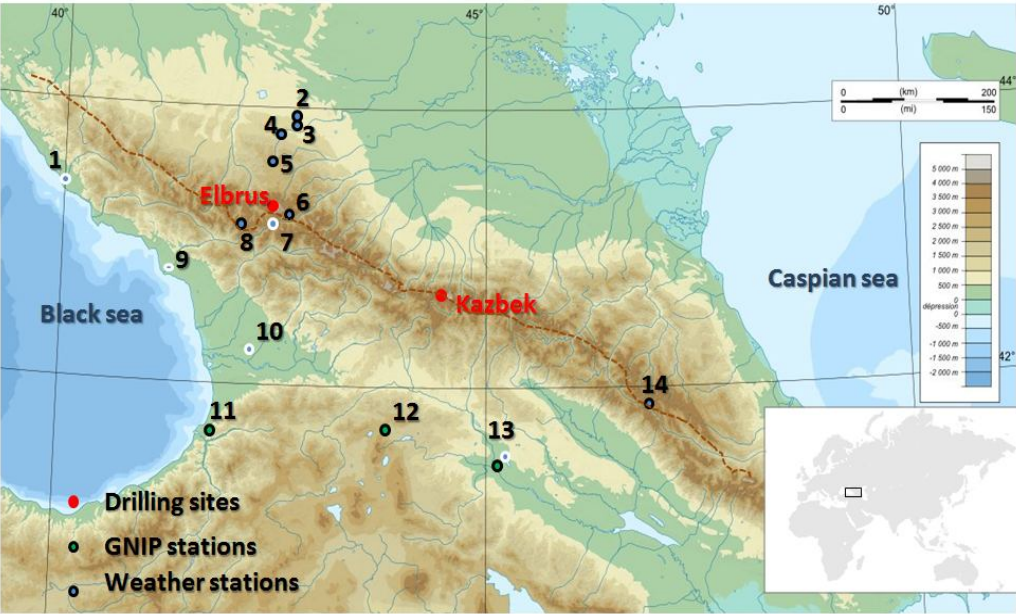 40°
45°
50°
44°
0 (km) 200
0 (mi) 150
2
4
3
1
5
Elbrus
6
8
7
5 000 m
4 000 m
3 500 m
3 000 m
2 500 m
2 000 m
1 500 m
1 000 m
500 m
0
dépression
0
-500 m
-1 000 m
-1 500 m
-2 000 m
9
Caspian sea
Kazbek
Black sea
10
42°
14
11
12
13
Drilling sites
GNIP stations
Weather stations